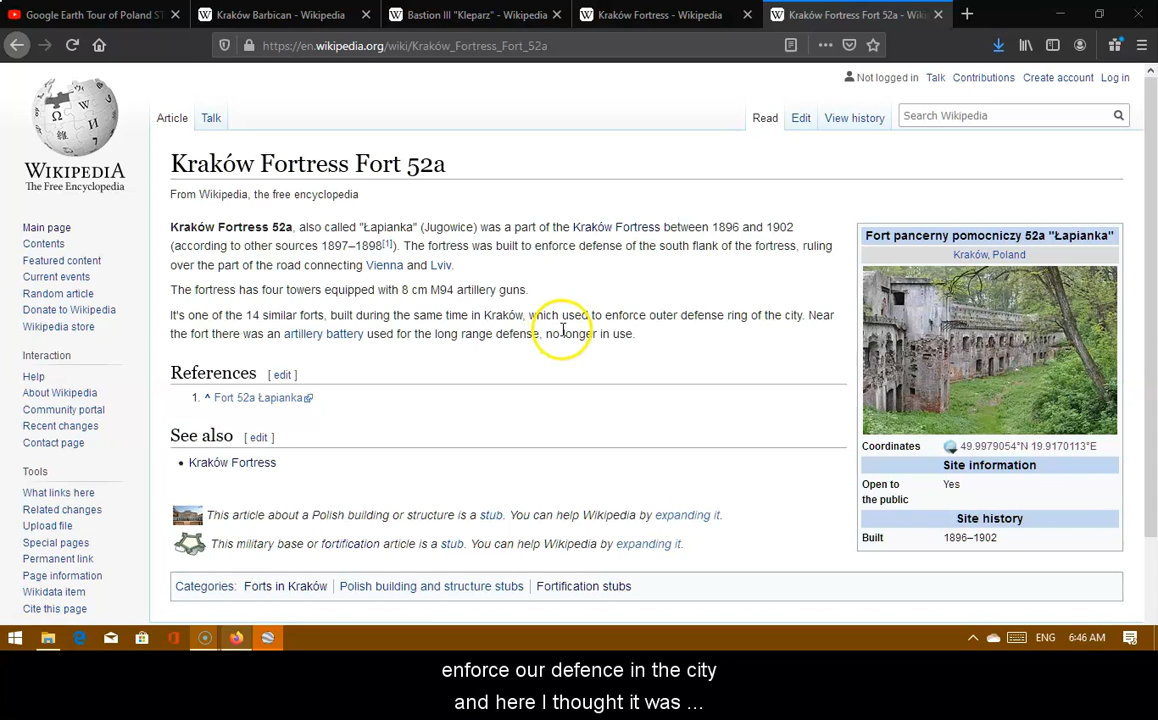 Google Earth Tour of Poland ST
Kraków Barbican - Wikipedia
Bastion III "Kleparz" - Wikipedia
Kraków Fortress - Wikipedia
Kraków Fortress Fort 52a - Wiki
https://en.wikipedia.org/wiki/Kraków_Fortress_Fort_52a
Not logged in Talk Contributions Create account Log in
Article Talk
Read Edit View history
Search Wikipedia
WIKIPEDIA
The Free Encyclopedia
Main page
Contents
Featured content
Current events
Random article
Donate to Wikipedia
Wikipedia store
Interaction
Help
About Wikipedia
Community portal
Recent changes
Contact page
Tools
What links here
Related changes
Upload file
Special pages
Permanent link
Page information
Wikidata item
Cite this page
Kraków Fortress Fort 52a
From Wikipedia, the free encyclopedia
Kraków Fortress 52a, also called "Łapianka" (Jugowice) was a part of the Kraków Fortress between 1896 and 1902
(according to other sources 1897–1898[1]). The fortress was built to enforce defense of the south flank of the fortress, ruling
over the part of the road connecting Vienna and Lviv.
The fortress has four towers equipped with 8 cm M94 artillery guns.
It's one of the 14 similar forts, built during the same time in Kraków, which used to enforce outer defense ring of the city. Near
the fort there was an artillery battery used for the long range defense, no longer in use.
References [ edit ]
1. ^ Fort 52a Łapianka
See also [ edit ]
• Kraków Fortress
This article about a Polish building or structure is a stub. You can help Wikipedia by expanding it.
This military base or fortification article is a stub. You can help Wikipedia by expanding it.
Categories: Forts in Kraków | Polish building and structure stubs | Fortification stubs
Fort pancerny pomocniczy 52a "Łapianka"
Kraków, Poland
Coordinates 49.9979054°N 19.9170113°E
Site information
Open to Yes
the public
Site history
Built 1896–1902
ENG 6:46 AM
enforce our defence in the city
and here I thought it was ...